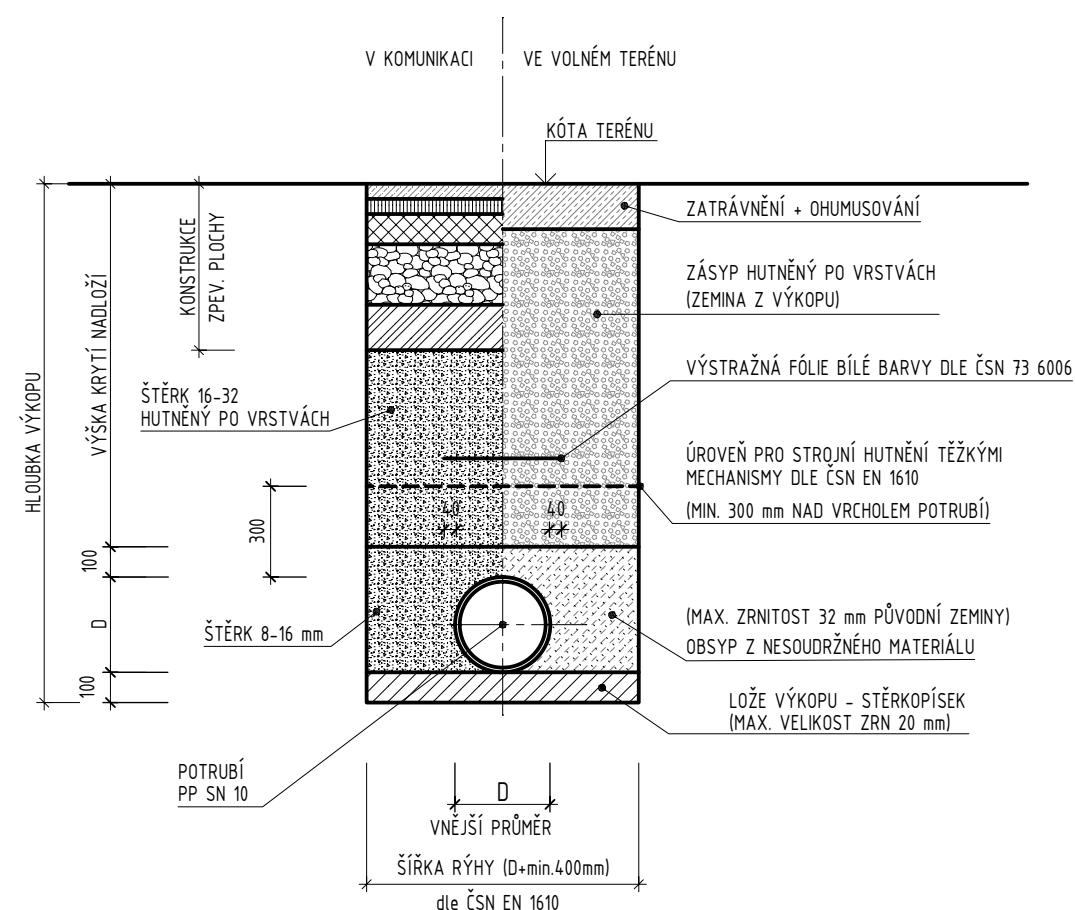 V KOMUNIKACI
VE VOLNÉM TERÉNU
KÓTA TERÉNU
ZATRÁVNĚNÍ + OHUMUSOVÁNÍ
ZÁSYP HUTNĚNÝ PO VRSTVÁCH
(ZEMINA Z VÝKOPU)
VÝSTRAŽNÁ FÓLIE BÍLÉ BARVY DLE ČSN 73 6006
ÚROVEŇ PRO STROJNÍ HUTNĚNÍ TĚŽKÝMI
MECHANISMY DLE ČSN EN 1610
(MIN. 300 mm NAD VRCHOLEM POTRUBÍ)
(MAX. ZRNITOST 32 mm PŮVODNÍ ZEMINY)
OBSYP Z NESOUDRŽNÉHO MATERIÁLU
LOŽE VÝKOPU - STĚRKOPÍSEK
(MAX. VELIKOST ZRN 20 mm)
HLOUBKA VÝKOPU
VÝŠKA KRYTÍ NADLOŽÍ
KONSTRUKCE
ZPEV. PLOCHY
ŠTĚRK 16-32
HUTNĚNÝ PO VRSTVÁCH
300
40
40
100
D
100
ŠTĚRK 8-16 mm
POTRUBÍ
PP SN 10
D
VNĚJŠÍ PRŮMĚR
ŠÍŘKA RÝHY (D+min.400mm)
dle ČSN EN 1610